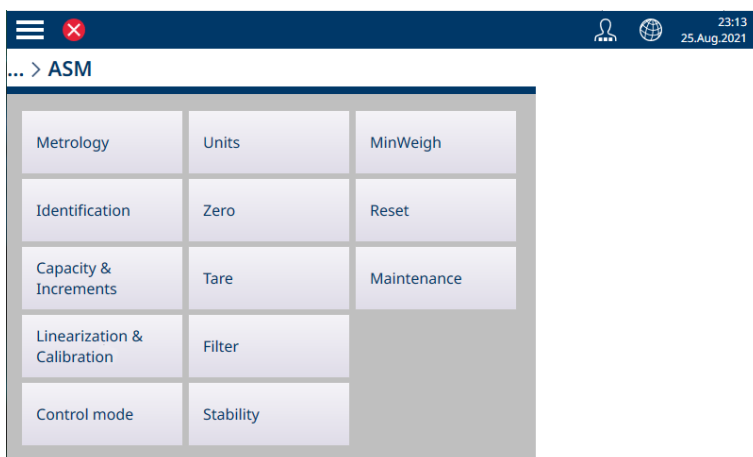 23:13
25.Aug.2021
... > ASM
Metrology
Units
MinWeigh
Identification
Zero
Reset
Capacity &
Increments
Tare
Maintenance
Linearization &
Calibration
Filter
Control mode
Stability